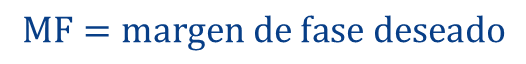 MF = margen de fase deseado